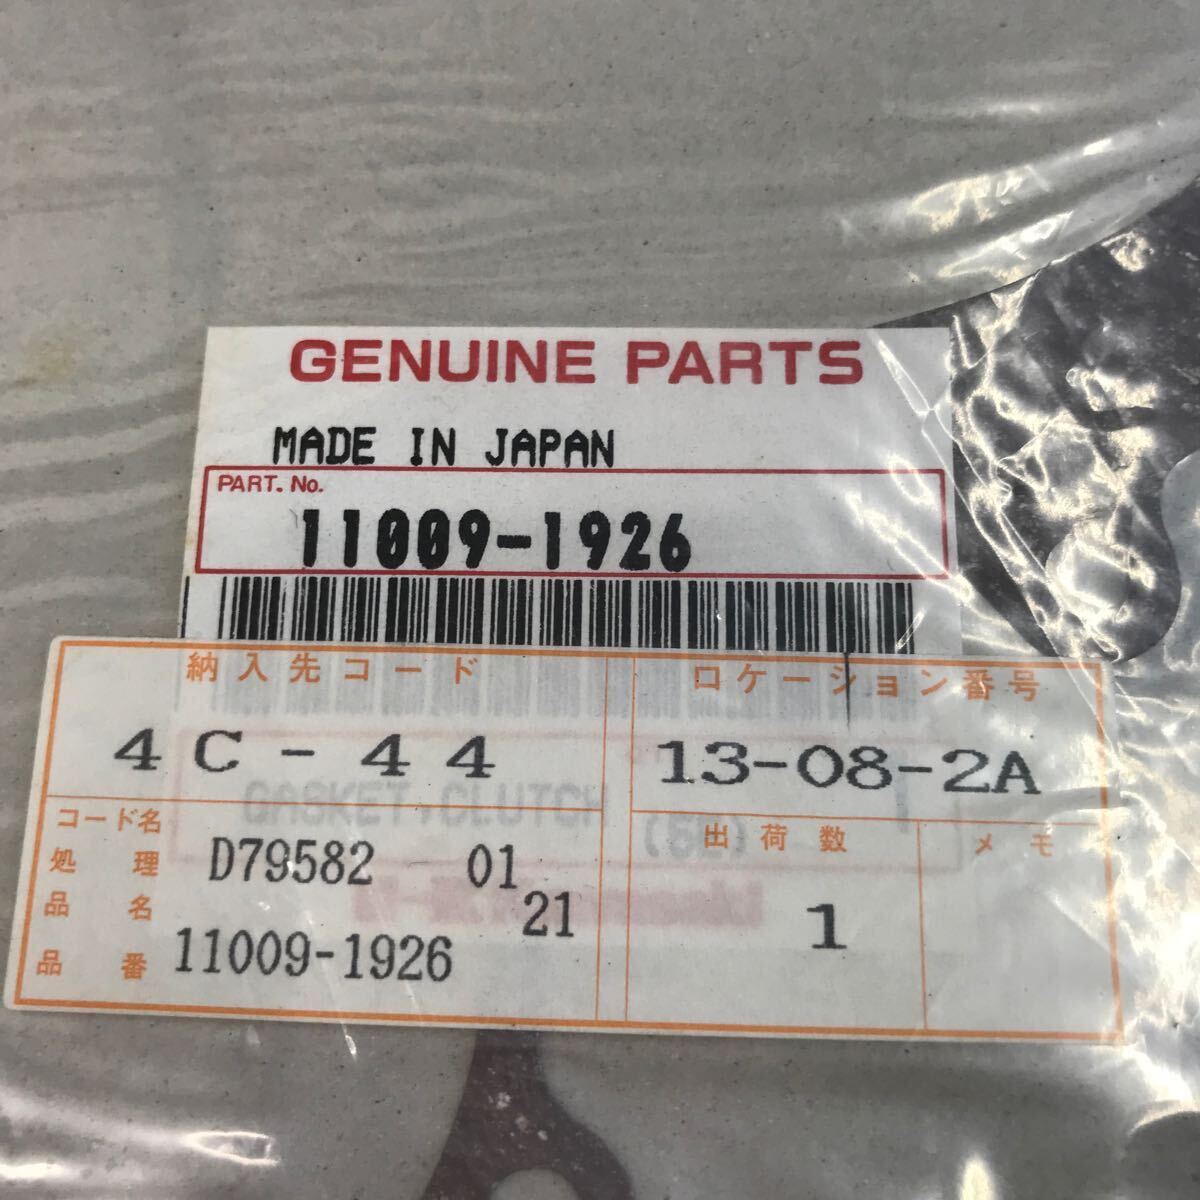 GENUINE PARTS
MADE IN JAPAN
PART. No.
11009-1926
納入先コード
ロケーション番号
4C-44
13-08-2A
GASKET,CLUTCH
コード名
出荷数
メモ
処理
D79582 01
品名
21
1
品番
11009-1926